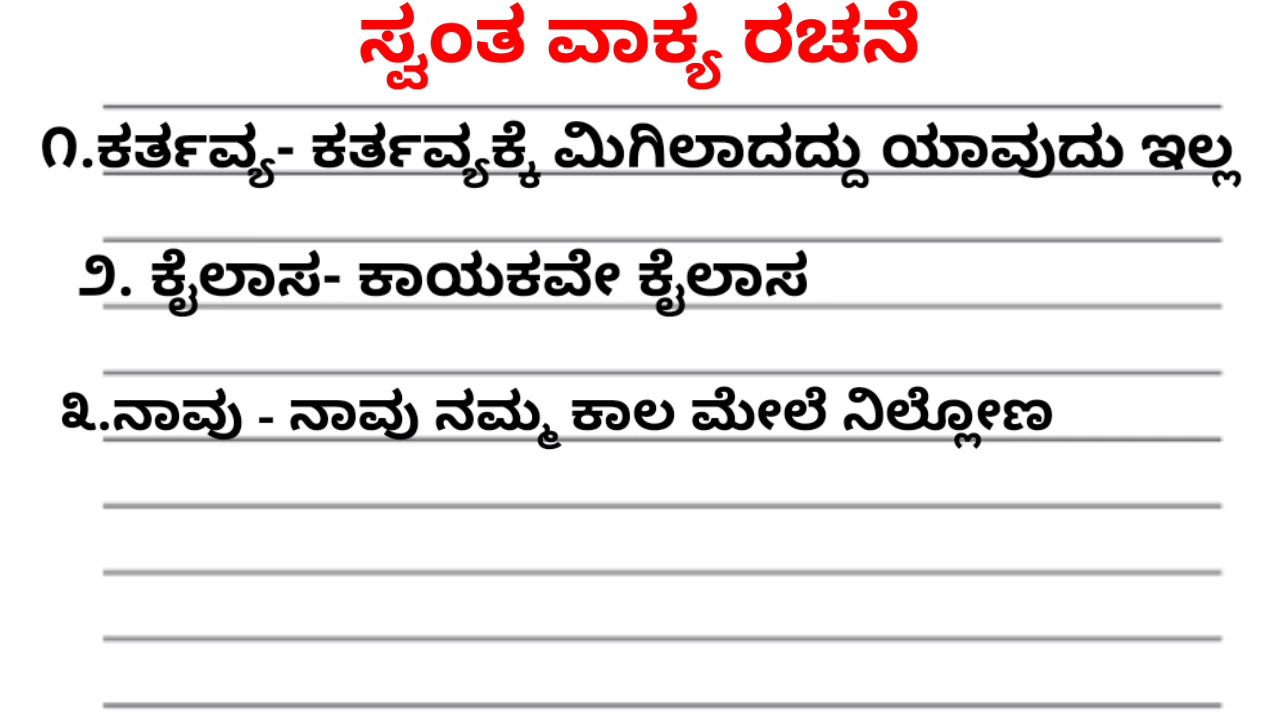 ಸ್ವಂತ ವಾಕ್ಯ ರಚನೆ
೧.ಕರ್ತವ್ಯ- ಕರ್ತವ್ಯಕ್ಕೆ ಮಿಗಿಲಾದದ್ದು ಯಾವುದು ಇಲ್ಲ
೨. ಕೈಲಾಸ- ಕಾಯಕವೇ ಕೈಲಾಸ
೩.ನಾವು - ನಾವು ನಮ್ಮ ಕಾಲ ಮೇಲೆ ನಿಲ್ಲೋಣ